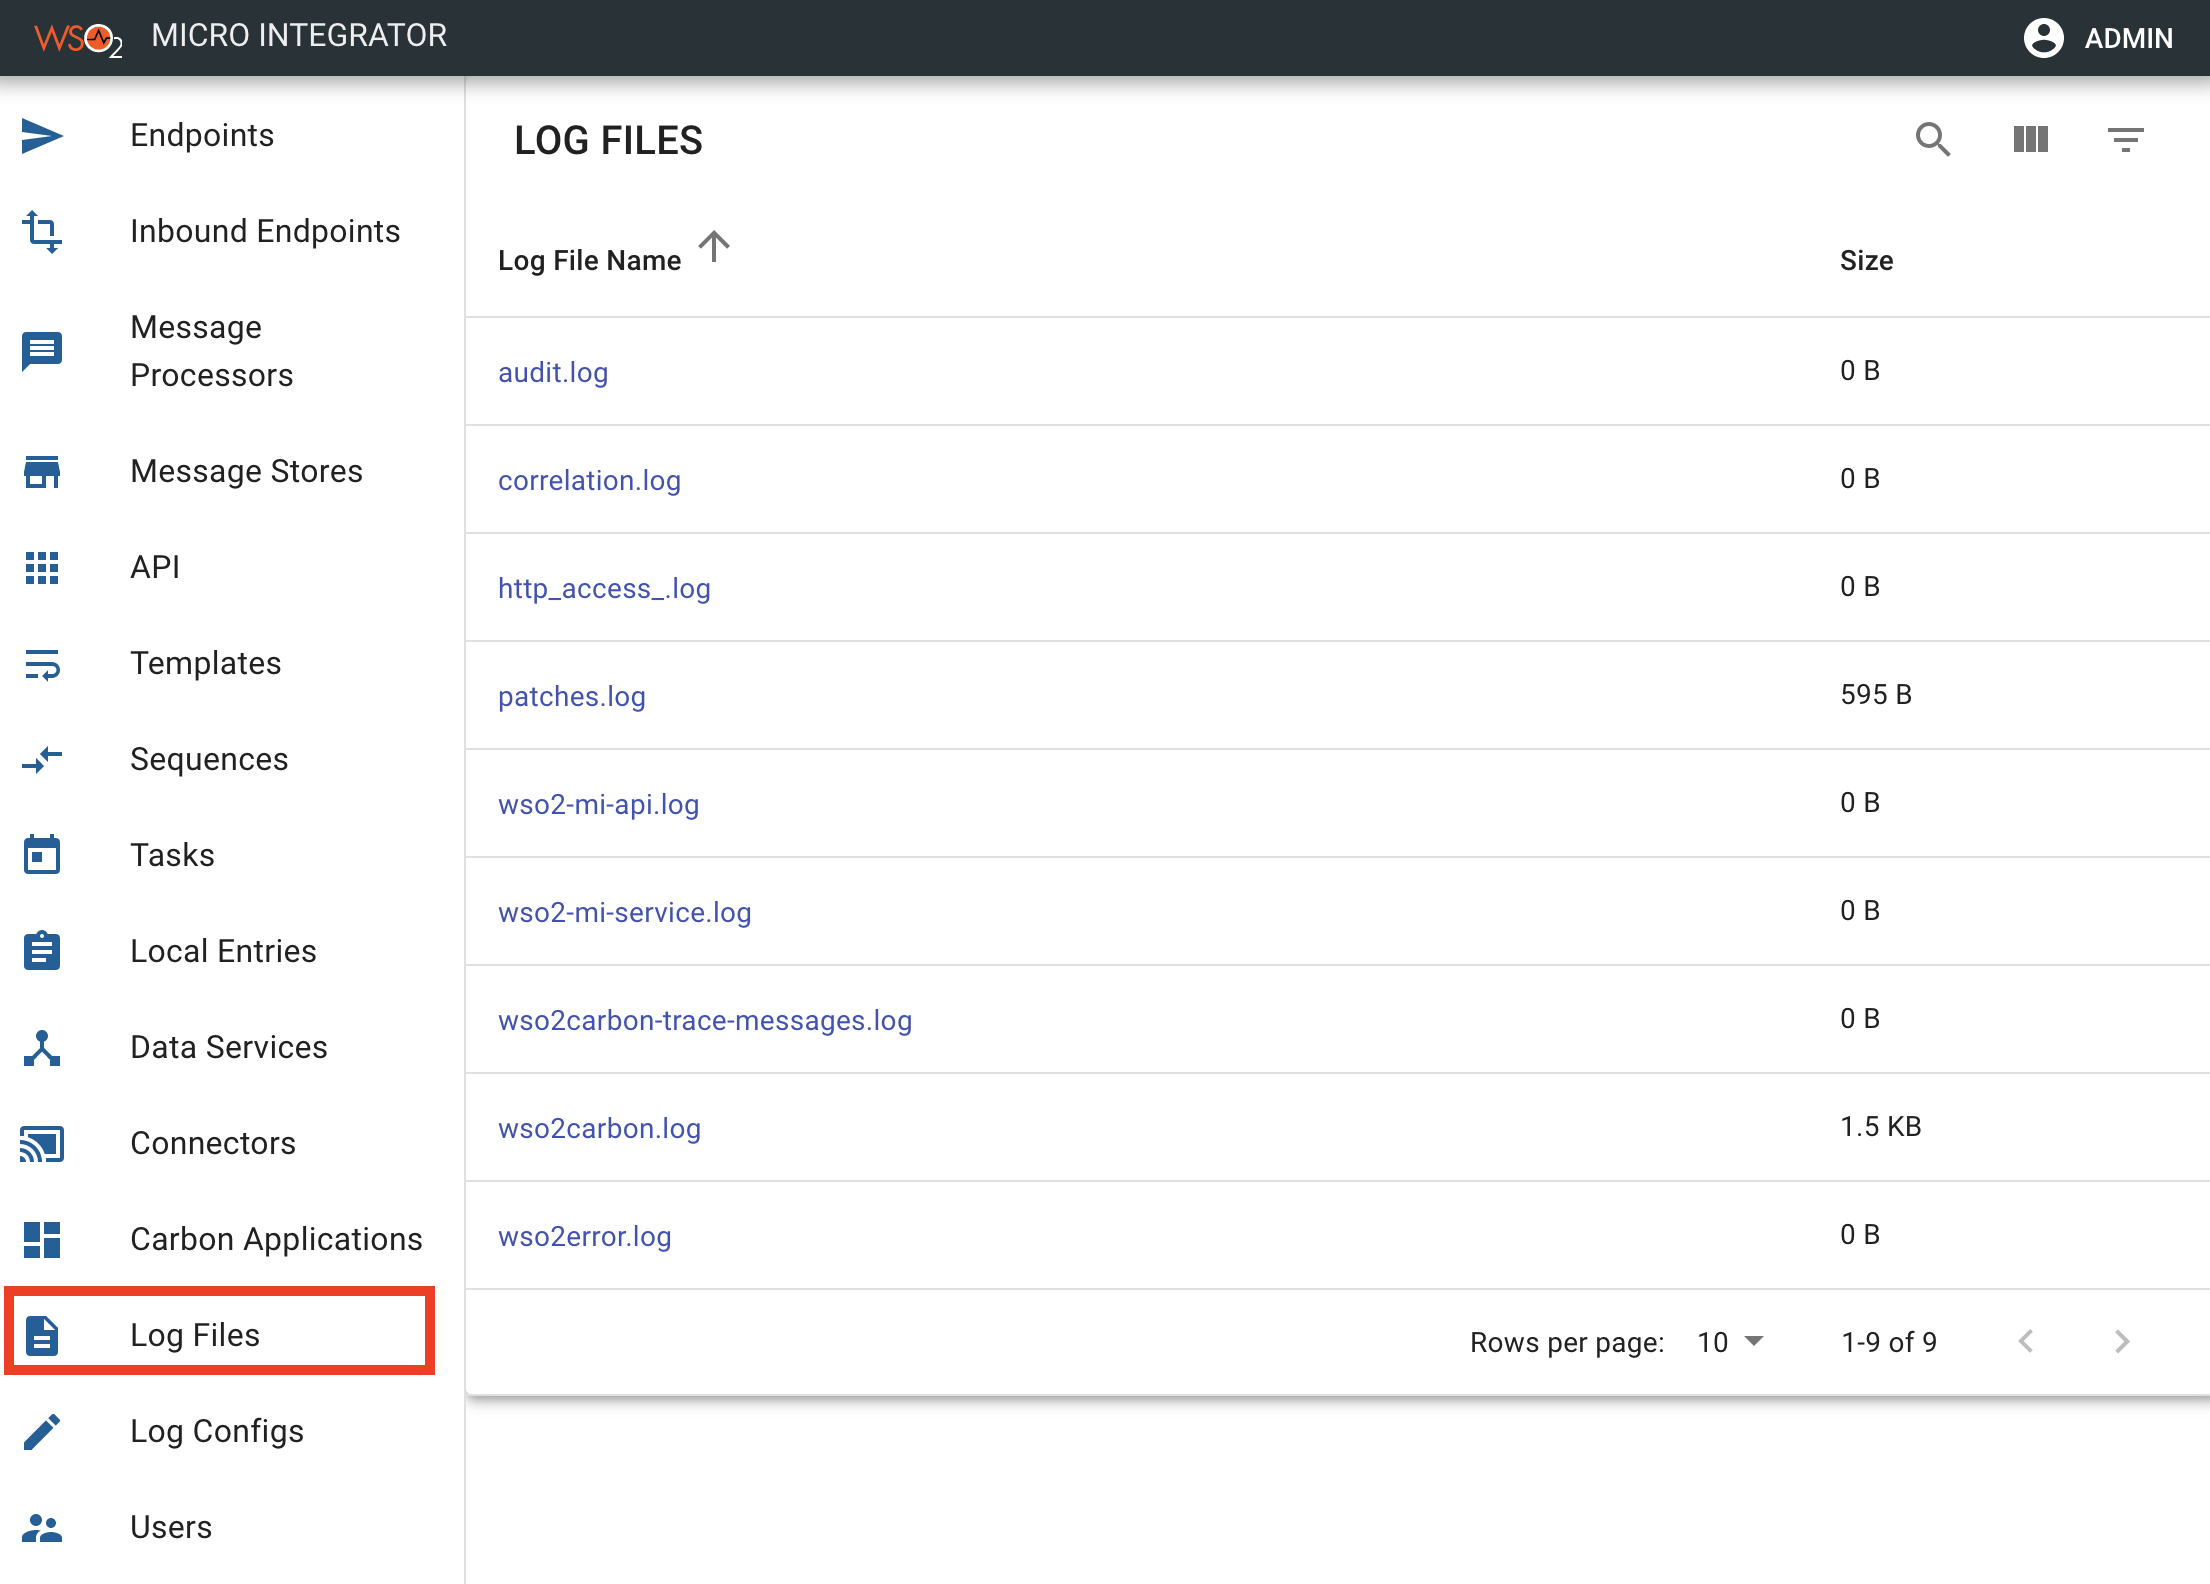 WSO2 MICRO INTEGRATOR
ADMIN
Endpoints
Inbound Endpoints
Message
Processors
Message Stores
API
Templates
Sequences
Tasks
Local Entries
Data Services
Connectors
Carbon Applications
Log Files
Log Configs
Users
LOG FILES
Log File Name Size
audit.log 0 B
correlation.log 0 B
http_access_.log 0 B
patches.log 595 B
wso2-mi-api.log 0 B
wso2-mi-service.log 0 B
wso2carbon-trace-messages.log 0 B
wso2carbon.log 1.5 KB
wso2error.log 0 B
Rows per page: 10 1-9 of 9